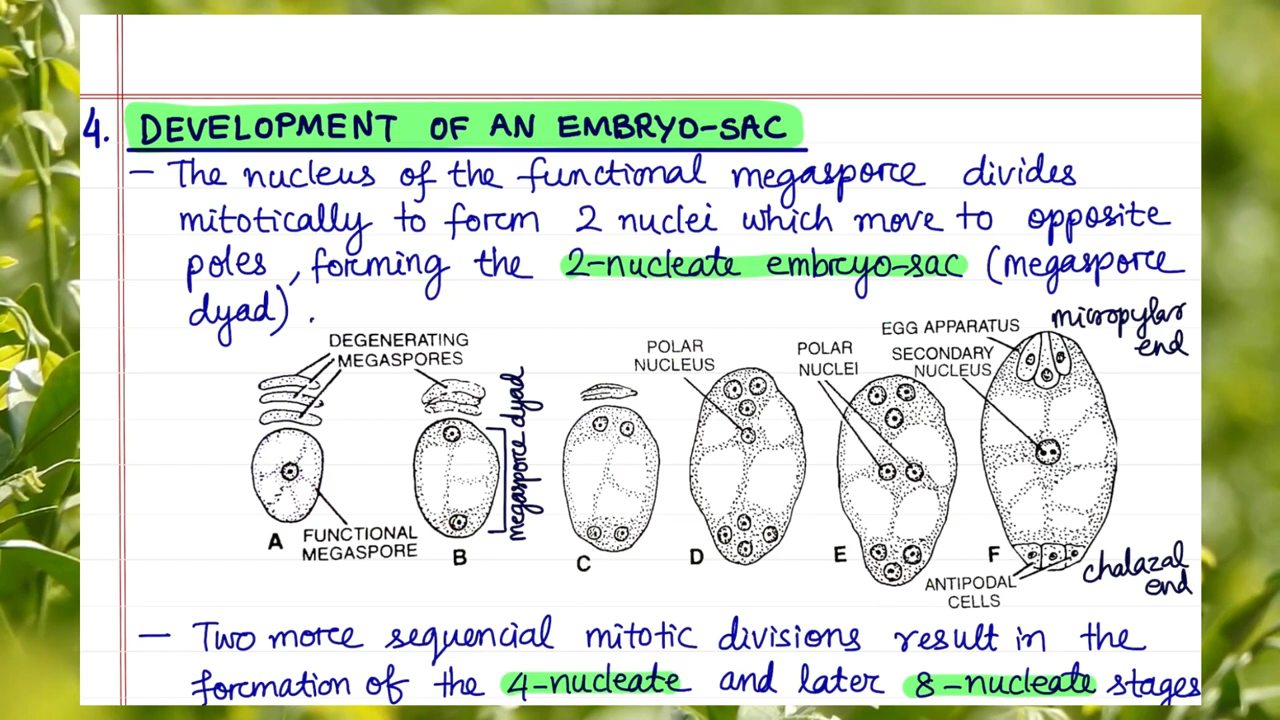 4. DEVELOPMENT OF AN EMBRYO-SAC
- The nucleus of the functional megaspore divides
mitotically to form 2 nuclei which move to opposite
poles, forming the 2-nucleate embryo-sac (megaspore
dyad).
DEGENERATING
MEGASPORES
FUNCTIONAL
MEGASPORE
A
megaspore dyad
B
C
POLAR
NUCLEUS
D
POLAR
NUCLEI
E
EGG APPARATUS
micropylar
end
SECONDARY
NUCLEUS
F
chalazal
end
ANTIPODAL
CELLS
- Two more sequencial mitotic divisions result in the
formation of the 4-nucleate and later 8-nucleate stages